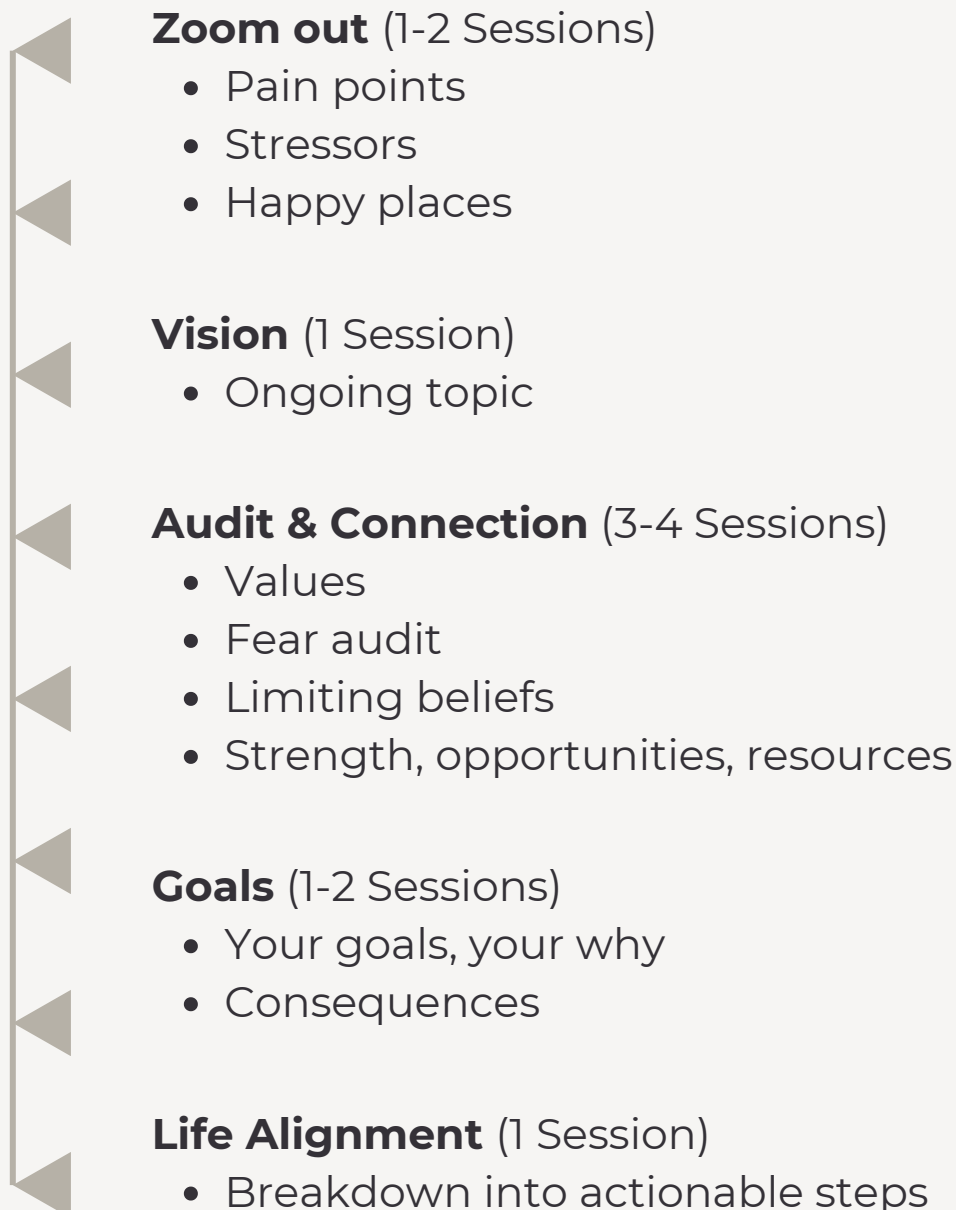 Zoom out (1-2 Sessions)
• Pain points
• Stressors
• Happy places
Vision (1 Session)
• Ongoing topic
Audit & Connection (3-4 Sessions)
• Values
• Fear audit
• Limiting beliefs
• Strength, opportunities, resources
Goals (1-2 Sessions)
• Your goals, your why
• Consequences
Life Alignment (1 Session)
• Breakdown into actionable steps